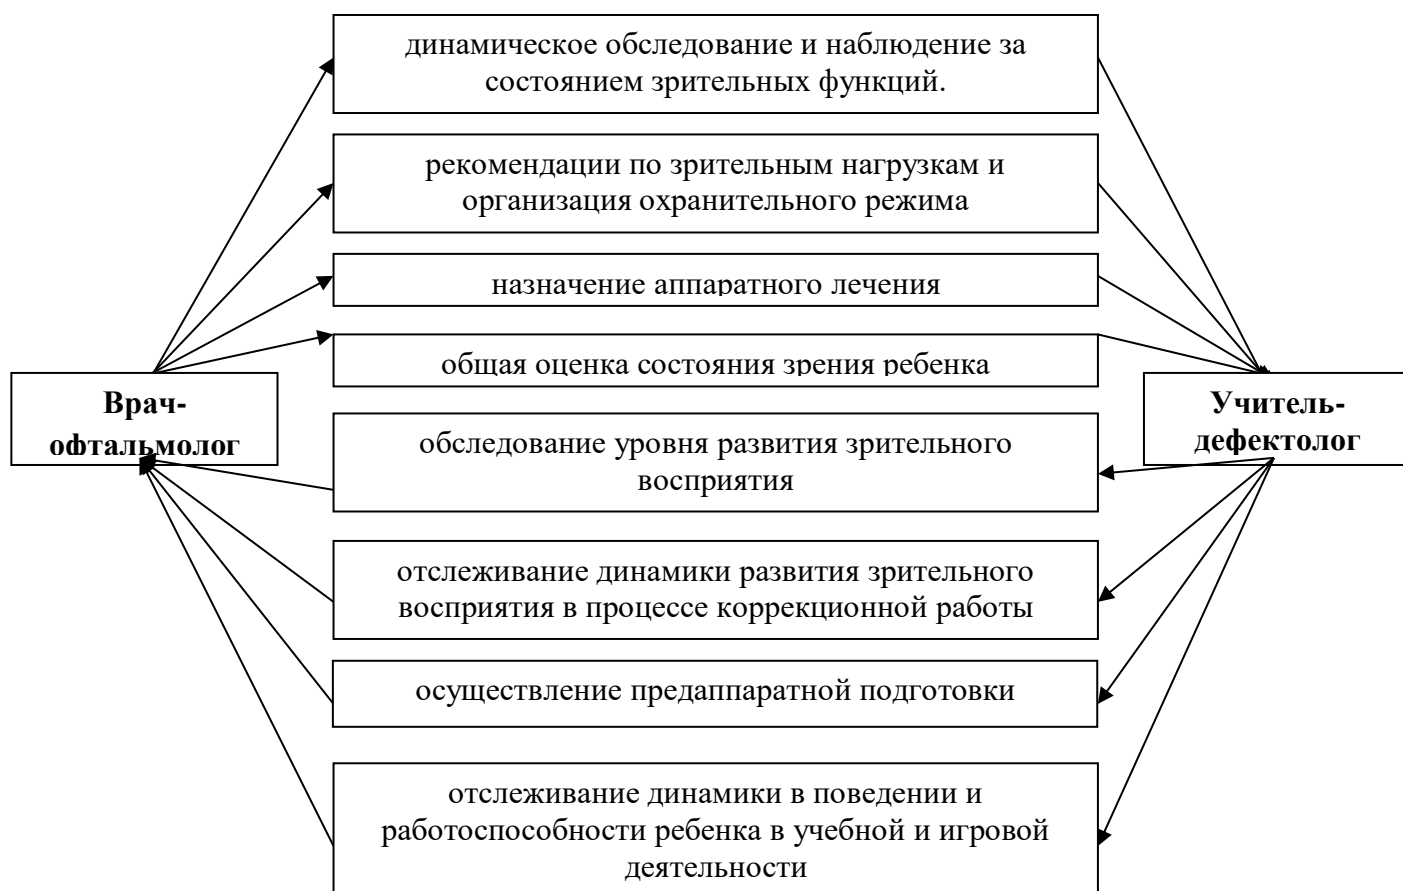 динамическое обследование и наблюдение за
состоянием зрительных функций.
рекомендации по зрительным нагрузкам и
организация охранительного режима
назначение аппаратного лечения
общая оценка состояния зрения ребенка
Врач-
офтальмолог
Учитель-
дефектолог
обследование уровня развития зрительного
восприятия
отслеживание динамики развития зрительного
восприятия в процессе коррекционной работы
осуществление предаппаратной подготовки
отслеживание динамики в поведении и
работоспособности ребенка в учебной и игровой
деятельности